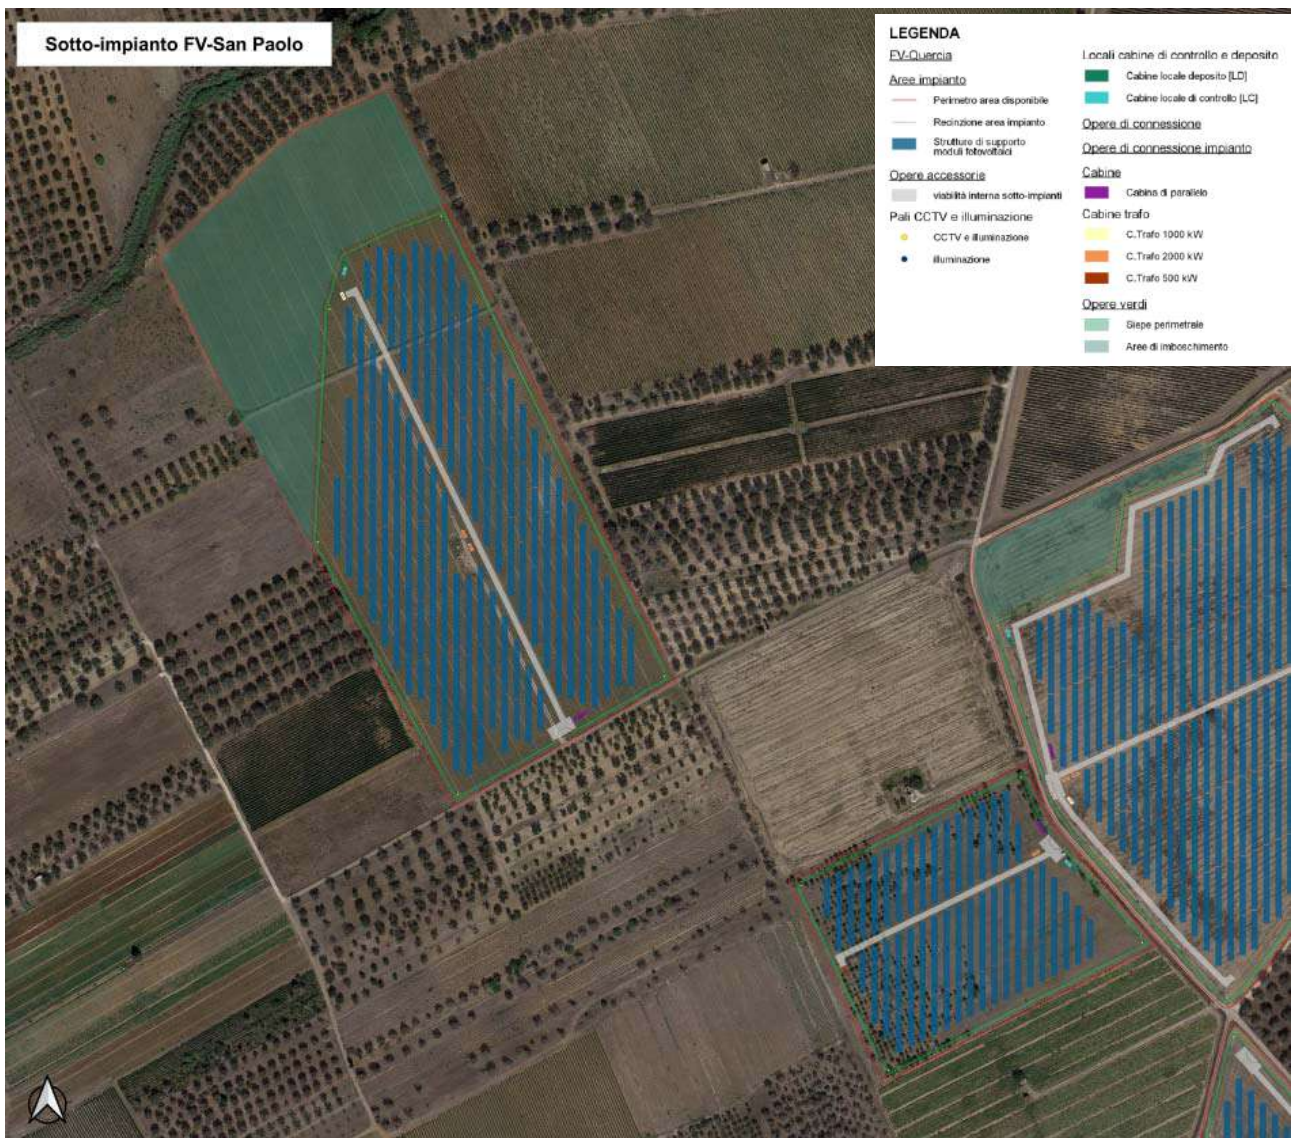 Sotto-impianto FV-San Paolo
LEGENDA
FV-Quercia
Aree impianto
Perimetro area disponibile
Recinzione area impianto
Strutture di supporto
moduli fotovoltaici
Opere accessorie
viabilità interna sotto-impianti
Pali CCTV e illuminazione
CCTV e illuminazione
illuminazione
Locali cabine di controllo e deposito
Cabine locale deposito [LD]
Cabine locale di controllo [LC]
Opere di connessione
Opere di connessione impianto
Cabine
Cabina di parallelo
Cabine trafo
C.Trafo 1000 kW
C.Trafo 2000 kW
C.Trafo 500 kW
Opere verdi
Siepe perimetrale
Aree di imboschimento